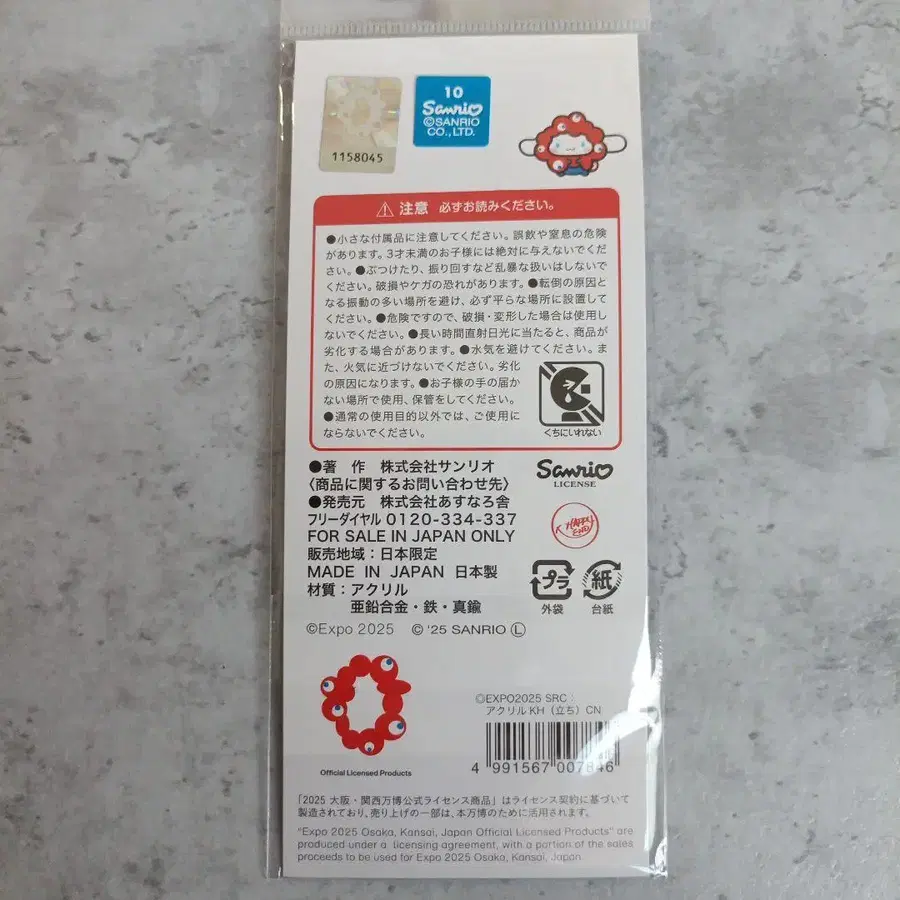 10
Sanrio
©SANRIO
CO.,LTD.
1158045
注意 必ずお読みください。
●小さな付属品に注意してください。誤飲や窒息の危険
があります。3才未満のお子様には絶対に与えないでくだ
さい。●ぶつけたり、振り回すなど乱暴な扱いはしないで
ください。破損やケガの恐れがあります。●転倒の原因と
なる振動の多い場所を避け、必ず平らな場所に設置して
ください。●危険ですので、破損・変形した場合は使用し
ないでください。●長い時間直射日光に当たると、商品が
劣化する場合があります。●水気を避けてください。ま
た、火気に近づけないでください。劣化
の原因になります。●お子様の手の届か
ない場所で使用、保管をしてください。
●通常の使用目的以外では、ご使用に
ならないでください。
くちにいれない
●著 作 株式会社サンリオ
〈商品に関するお問い合わせ先〉
●発売元 株式会社あすなろ舎
フリーダイヤル 0120-334-337
FOR SALE IN JAPAN ONLY
販売地域：日本限定
MADE IN JAPAN 日本製
材質：アクリル
亜鉛合金・鉄・真鍮
©Expo 2025 © '25 SANRIO Ⓛ
Sanrio
LICENSE
プラ
外袋
紙
台紙
Official Licensed Products
©EXPO2025 SRC：
アクリルKH（立ち）CN
4 991567 007846
「2025 大阪・関西万博公式ライセンス商品」はライセンス契約に基づいて
製造されており、売り上げの一部は、本万博のために活用されます。
"Expo 2025 Osaka, Kansai, Japan Official Licensed Products" are
produced under a licensing agreement, with a portion of the sales
proceeds to be used for Expo 2025 Osaka, Kansai, Japan.